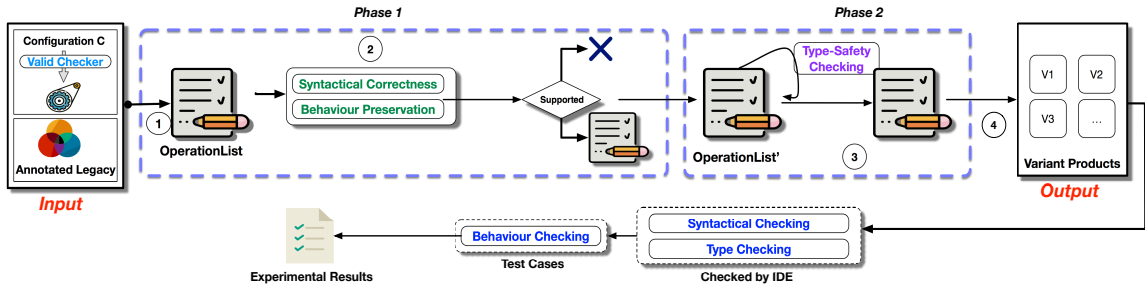 Phase 1
Phase 2
Configuration C
Valid Checker
Annotated Legacy
Input
1
OperationList
2
Syntactical Correctness
Behaviour Preservation
Supported
Type-Safety
Checking
OperationList’
3
4
V1
V2
V3
...
Variant Products
Output
Syntactical Checking
Type Checking
Checked by IDE
Behaviour Checking
Test Cases
Experimental Results